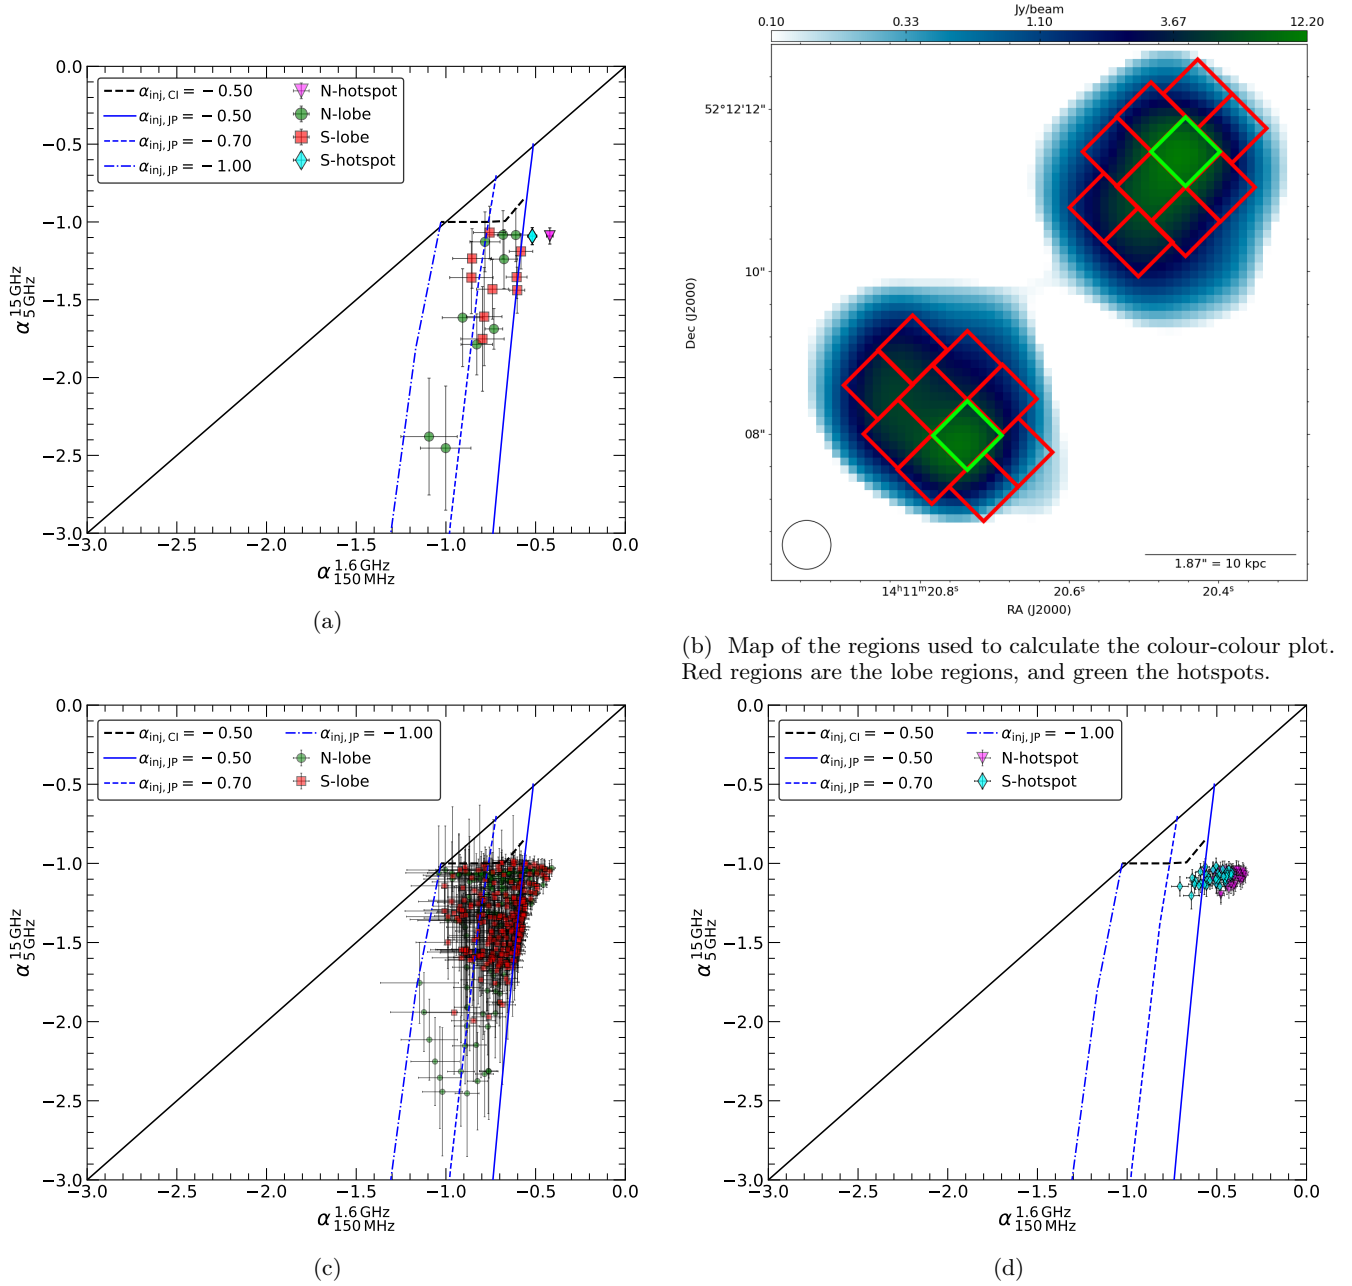 0.0
−0.5
−1.0
−1.5
−2.0
−2.5
−3.0
α 15 GHz 5 GHz
α inj, CI = −0.50
α inj, JP = −0.50
α inj, JP = −0.70
α inj, JP = −1.00
N-hotspot
N-lobe
S-lobe
S-hotspot
−3.0 −2.5 −2.0 −1.5 −1.0 −0.5 0.0
α 1.6 GHz 150 MHz
(a)
Jy/beam
0.10 0.33 1.10 3.67 12.20
52°12'12"
10"
08"
Dec (J2000)
1.87" = 10 kpc
14ʰ11ᵐ20.8ˢ 20.6ˢ 20.4ˢ
RA (J2000)
(b) Map of the regions used to calculate the colour-colour plot.
Red regions are the lobe regions, and green the hotspots.
0.0
−0.5
−1.0
−1.5
−2.0
−2.5
−3.0
α 15 GHz 5 GHz
α inj, CI = −0.50
α inj, JP = −0.50
α inj, JP = −0.70
α inj, JP = −1.00
N-lobe
S-lobe
−3.0 −2.5 −2.0 −1.5 −1.0 −0.5 0.0
α 1.6 GHz 150 MHz
(c)
0.0
−0.5
−1.0
−1.5
−2.0
−2.5
−3.0
α 15 GHz 5 GHz
α inj, CI = −0.50
α inj, JP = −0.50
α inj, JP = −0.70
α inj, JP = −1.00
N-hotspot
S-hotspot
−3.0 −2.5 −2.0 −1.5 −1.0 −0.5 0.0
α 1.6 GHz 150 MHz
(d)